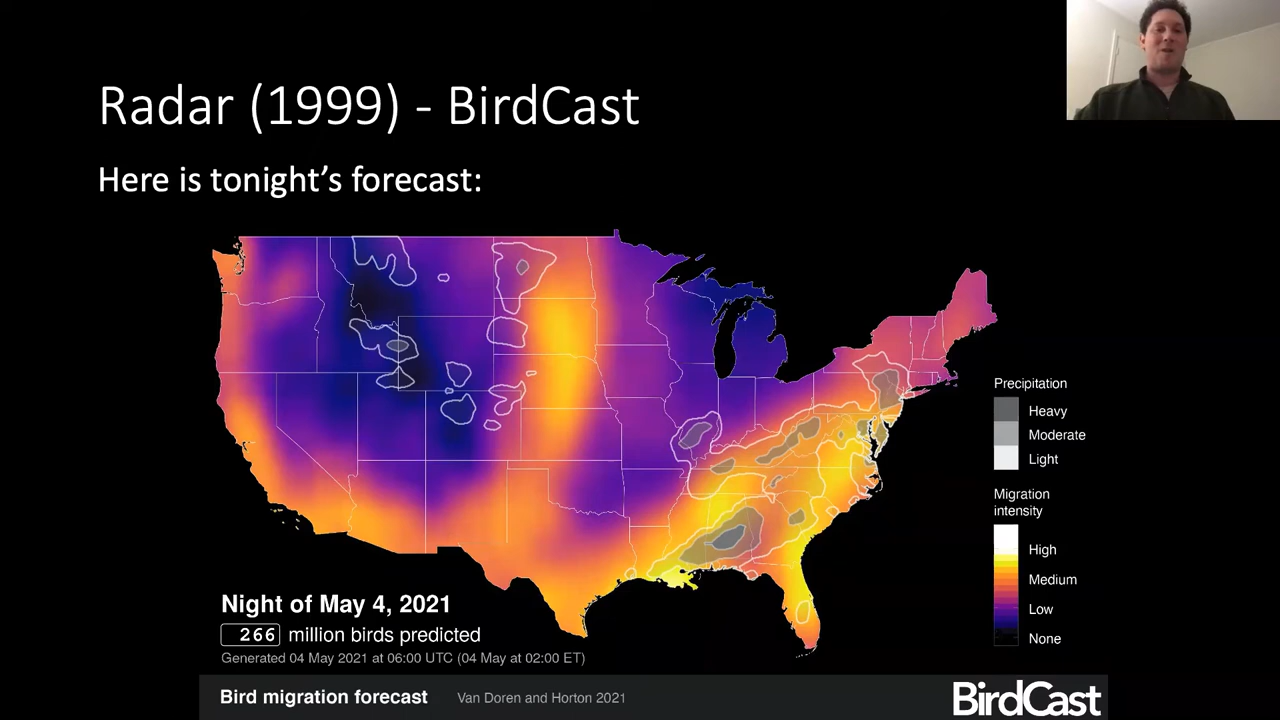 Radar (1999) - BirdCast
Here is tonight's forecast:
Precipitation
Heavy
Moderate
Light
Migration
intensity
High
Medium
Low
None
Night of May 4, 2021
266 million birds predicted
Generated 04 May 2021 at 06:00 UTC (04 May at 02:00 ET)
Bird migration forecast Van Doren and Horton 2021
BirdCast